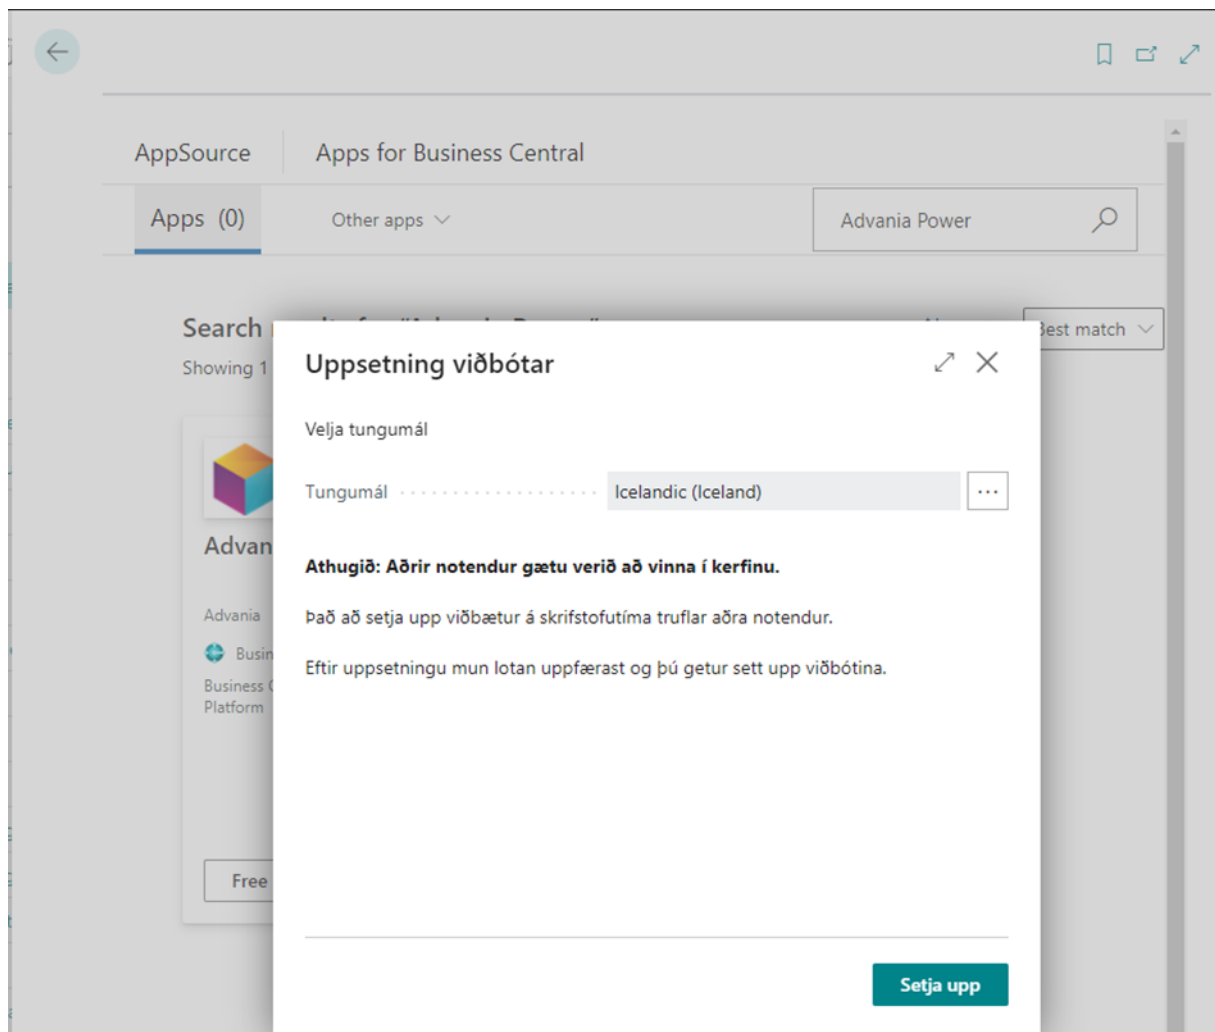 AppSource
Apps for Business Central
Apps (0)
Other apps
Advania Power
Search
Best match
Showing 1
Uppsetning viðbótar
Velja tungumál
Tungumál
Icelandic (Iceland)
Athugið: Aðrir notendur gætu verið að vinna í kerfinu.
Það að setja upp viðbætur á skrifstofutíma truflar aðra notendur.
Eftir uppsetningu mun lotan uppfærast og þú getur sett upp viðbótina.
Advan
Advania
Busin
Business
Platform
Free
Setja upp